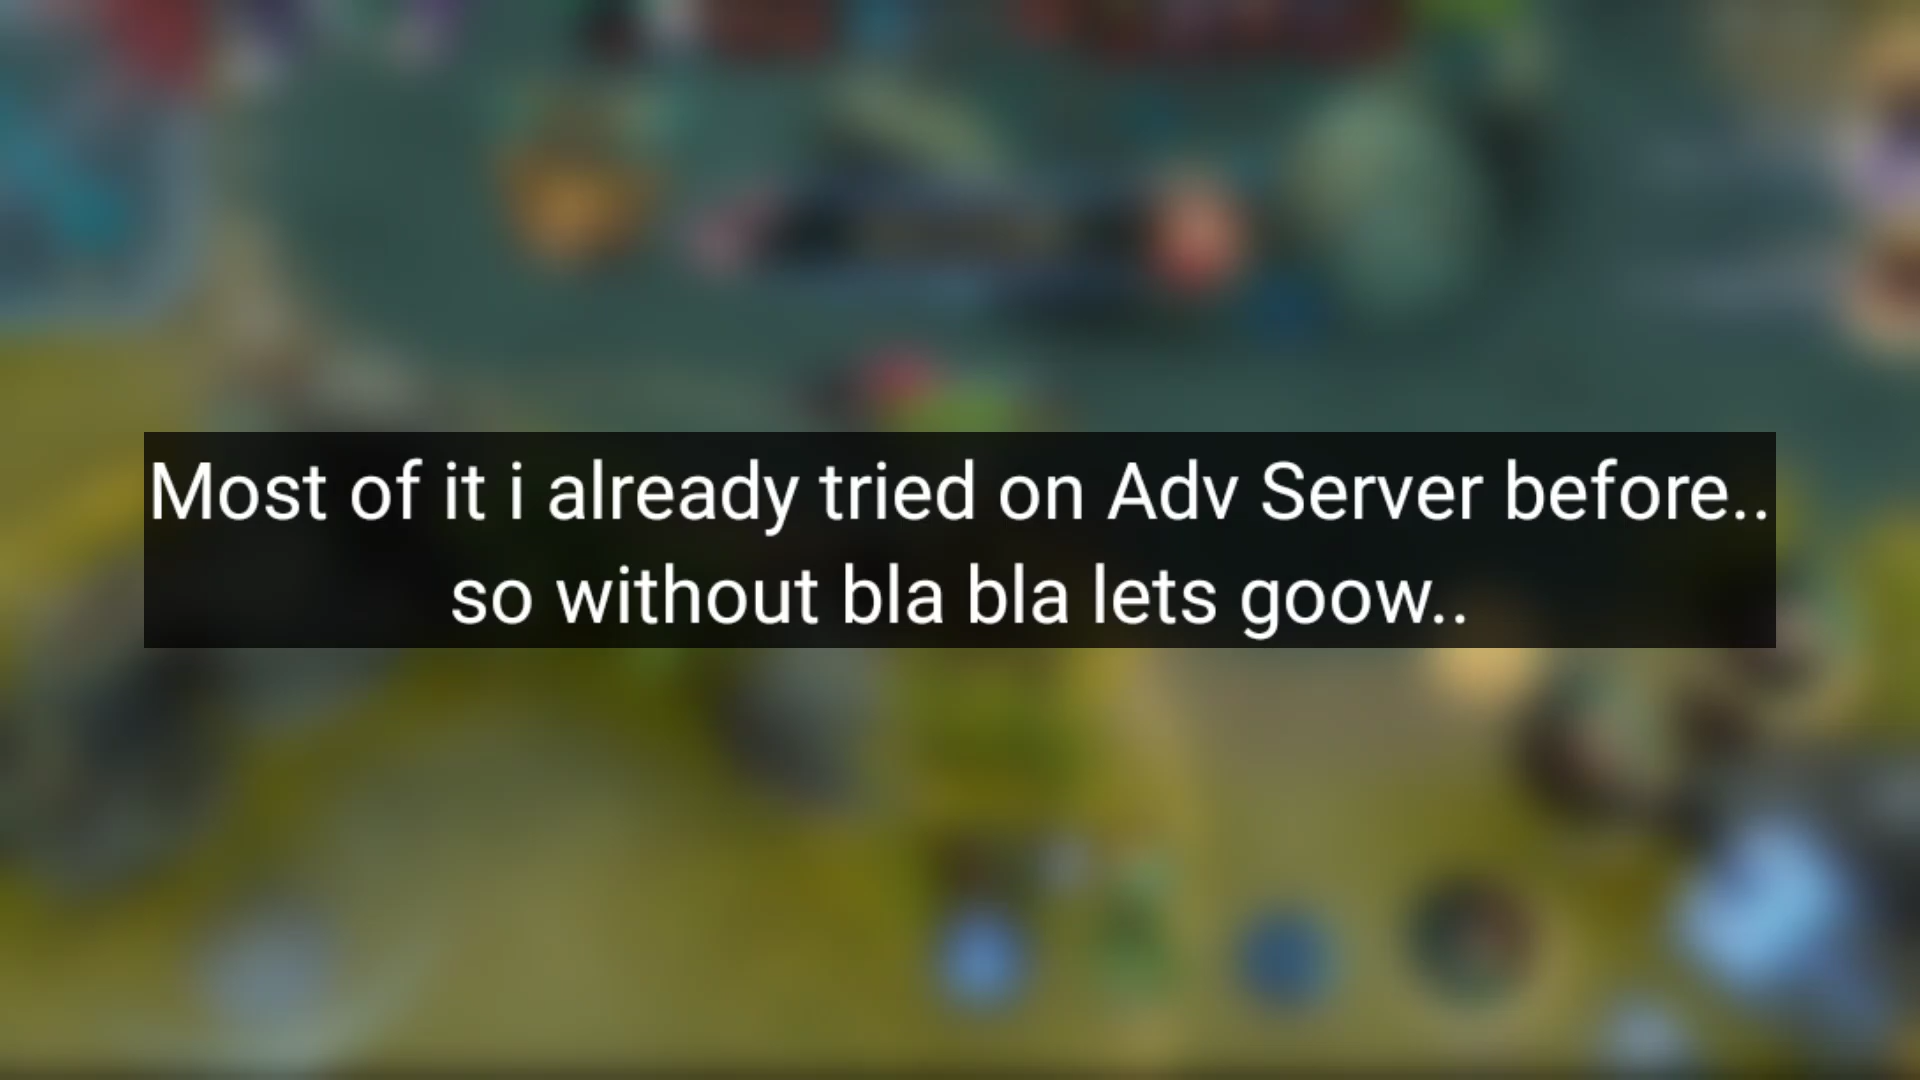 Most of it i already tried on Adv Server before..
so without bla bla lets goow..